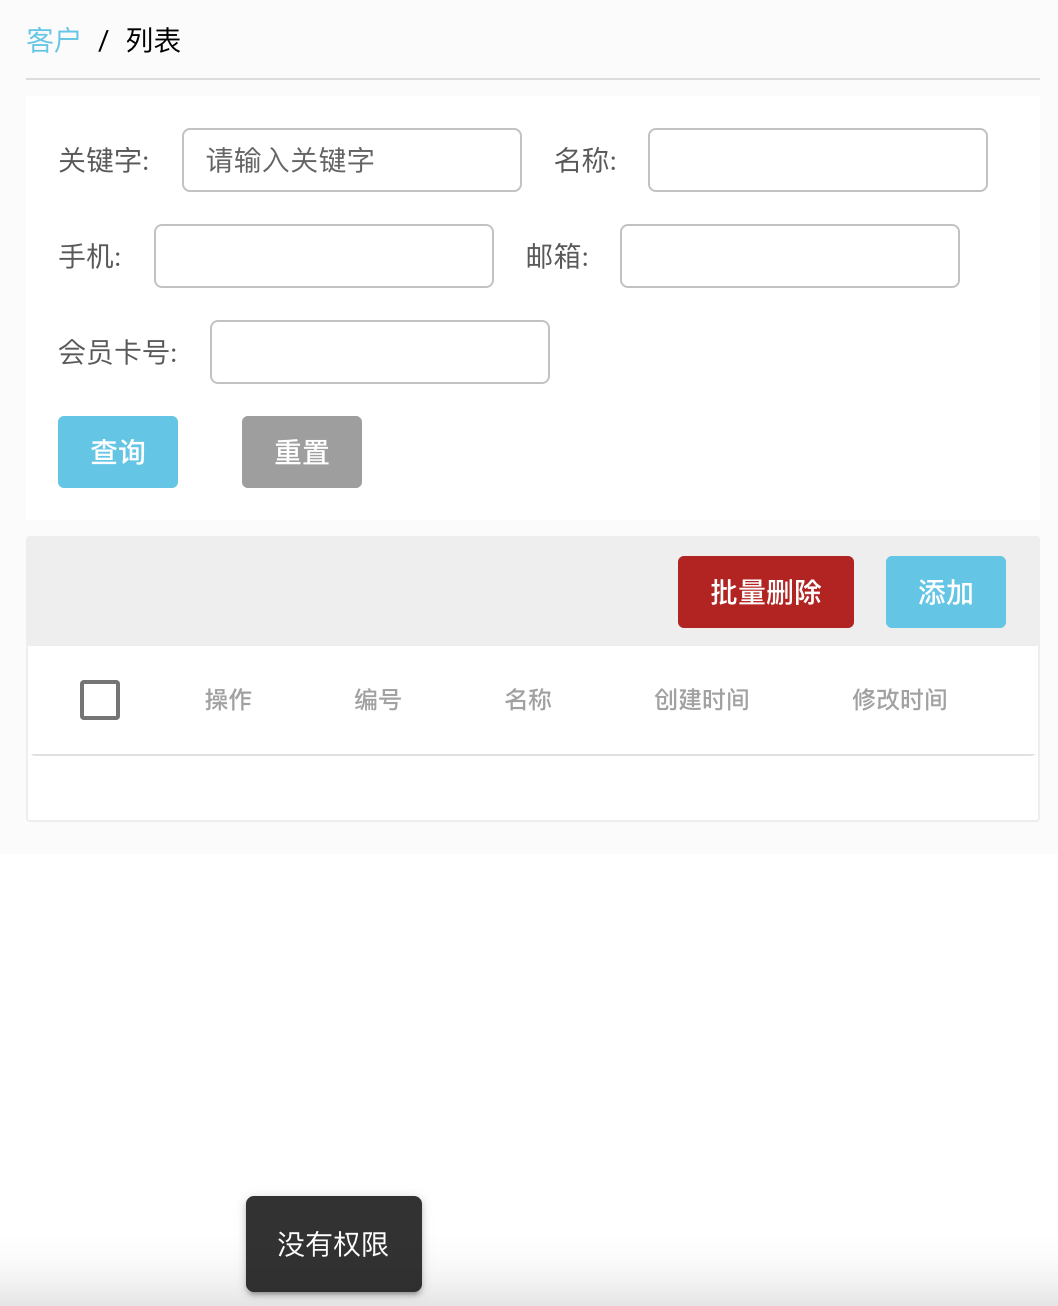 客户 / 列表
关键字: 请输入关键字 名称:
手机: 邮箱:
会员卡号:
查询 重置
批量删除 添加
操作 编号 名称 创建时间 修改时间
没有权限